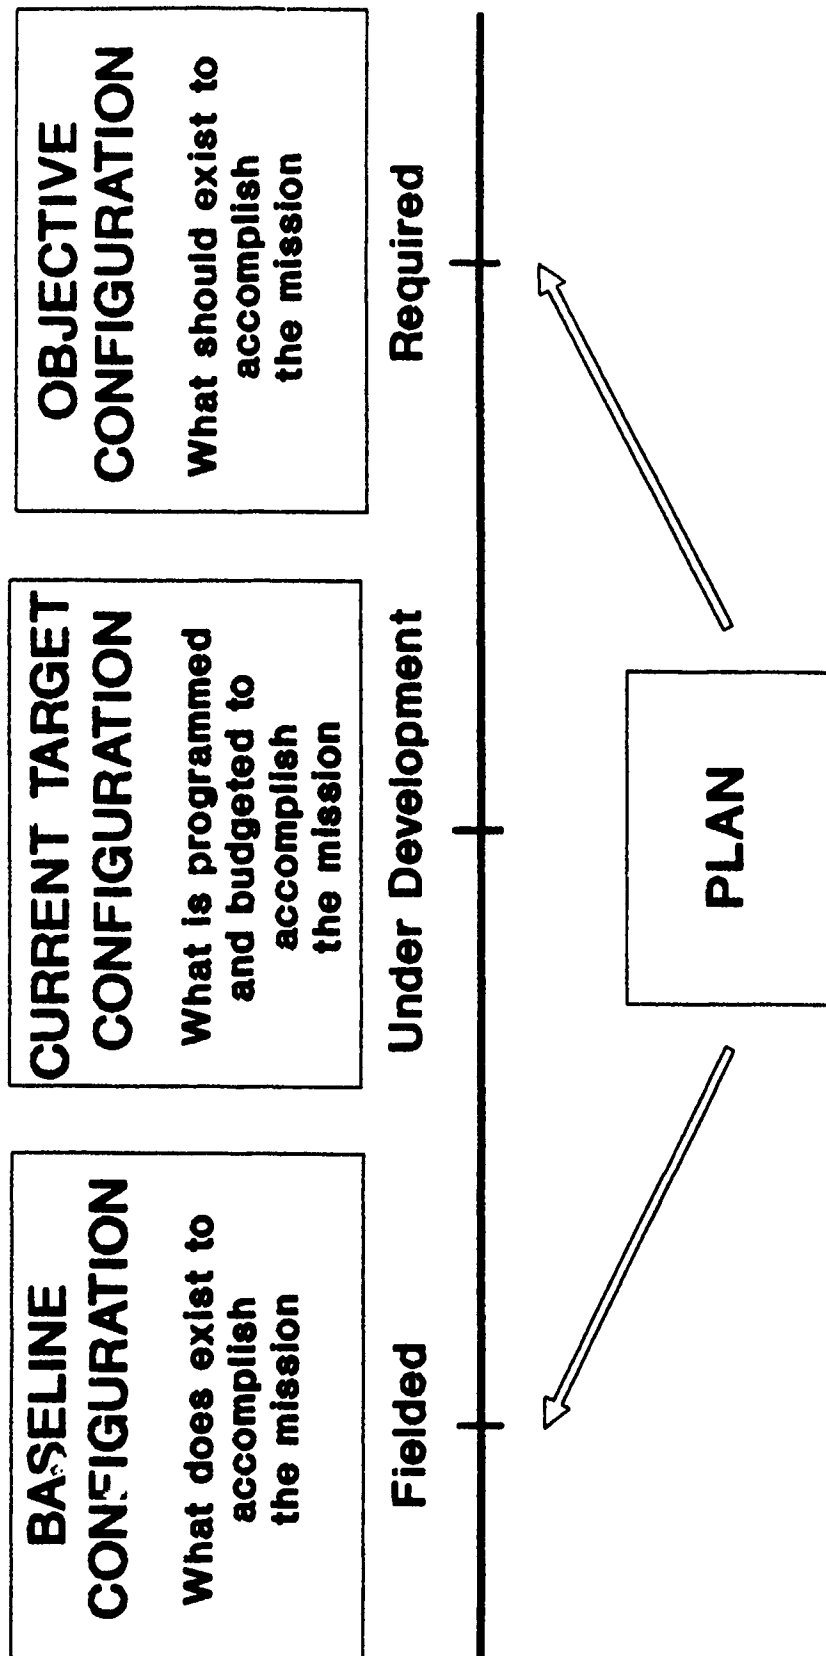 BASELINE
CONFIGURATION
What does exist to
accomplish
the mission
Fielded
CURRENT TARGET
CONFIGURATION
What is programmed
and budgeted to
accomplish
the mission
Under Development
OBJECTIVE
CONFIGURATION
What should exist to
accomplish
the mission
Required
PLAN